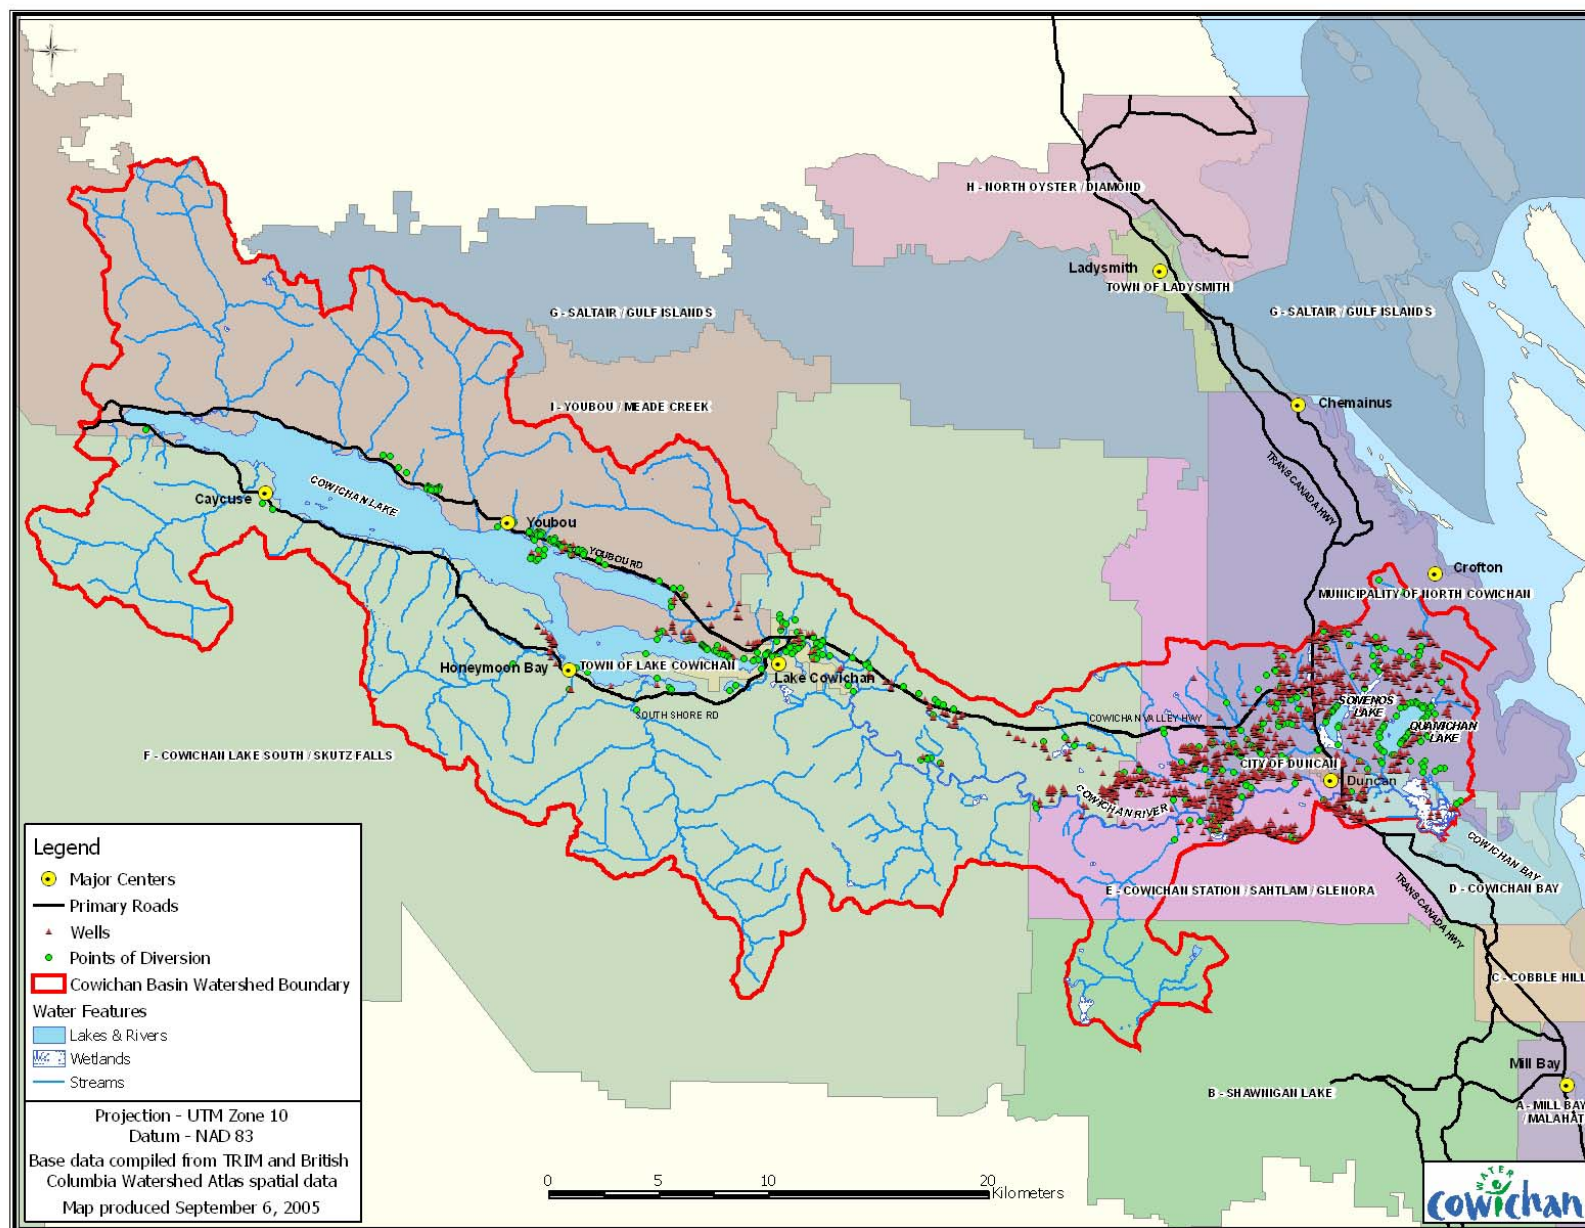 H - NORTH OYSTER / DIAMOND
Ladysmith
TOWN OF LADYSMITH
G - SALTAIR / GULF ISLANDS
G - SALTAIR / GULF ISLANDS
I - YOUBOU / MEADE CREEK
Chemainus
TRANS CANADA HWY
COWICHAN LAKE
Caycuse
Youbou
YOUBOU RD
Crofton
MUNICIPALITY OF NORTH COWICHAN
Honeymoon Bay
TOWN OF LAKE COWICHAN
Lake Cowichan
SOUTH SHORE RD
COWICHAN VALLEY HWY
SOMENOS
LAKE
QUAMICHAN
LAKE
F - COWICHAN LAKE SOUTH / SKUTZ FALLS
CITY OF DUNCAN
Duncan
COWICHAN RIVER
COWICHAN BAY
E - COWICHAN STATION / SAHTLAM / GLENORA
D - COWICHAN BAY
TRANS CANADA HWY
C - COBBLE HILL
Mill Bay
B - SHAWNIGAN LAKE
A - MILL BAY
/ MALAHAT
Legend
Major Centers
Primary Roads
Wells
Points of Diversion
Cowichan Basin Watershed Boundary
Water Features
Lakes & Rivers
Wetlands
Streams
Projection - UTM Zone 10
Datum - NAD 83
Base data compiled from TRIM and British
Columbia Watershed Atlas spatial data
Map produced September 6, 2005
0 5 10 20
Kilometers
WATER
cowichan